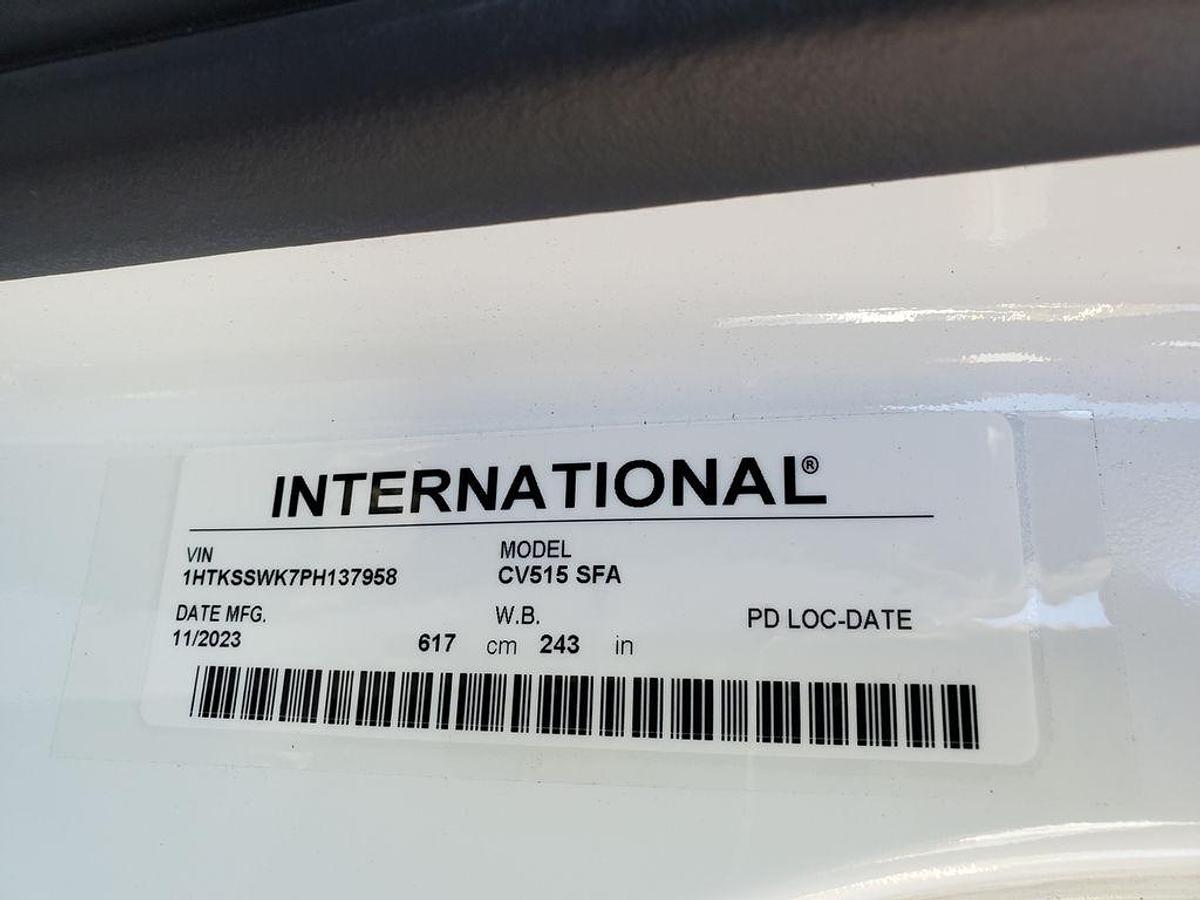 INTERNATIONAL®
VIN MODEL
1HTKSSWK7PH137958 CV515 SFA
DATE MFG. W.B. PD LOC-DATE
11/2023 617 cm 243 in